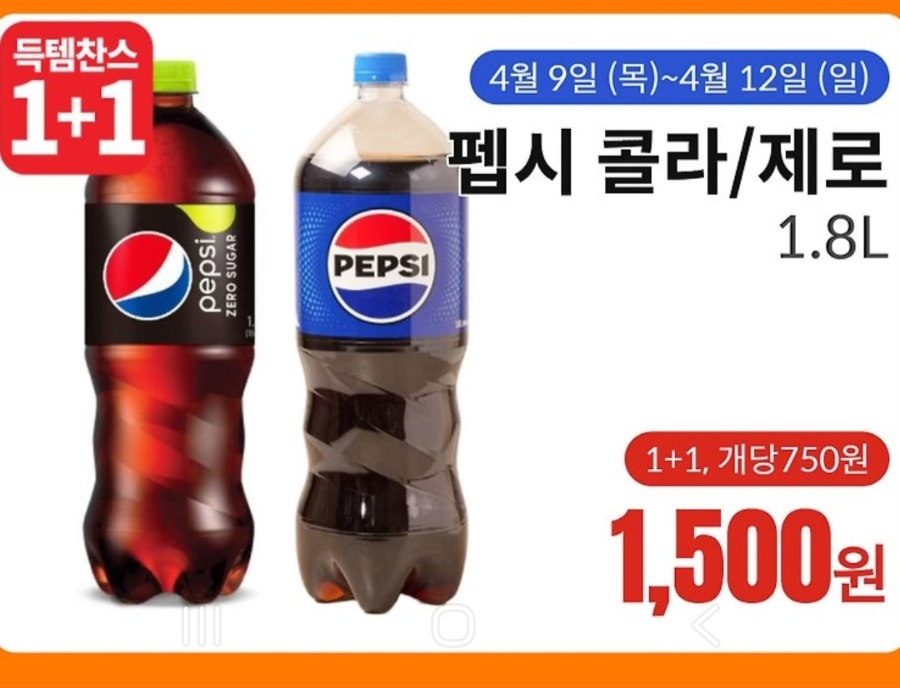 득템찬스
1+1
4월 9일 (목)~4월 12일 (일)
펩시 콜라/제로
1.8L
pepsi
ZERO SUGAR
PEPSI
1+1, 개당750원
1,500원